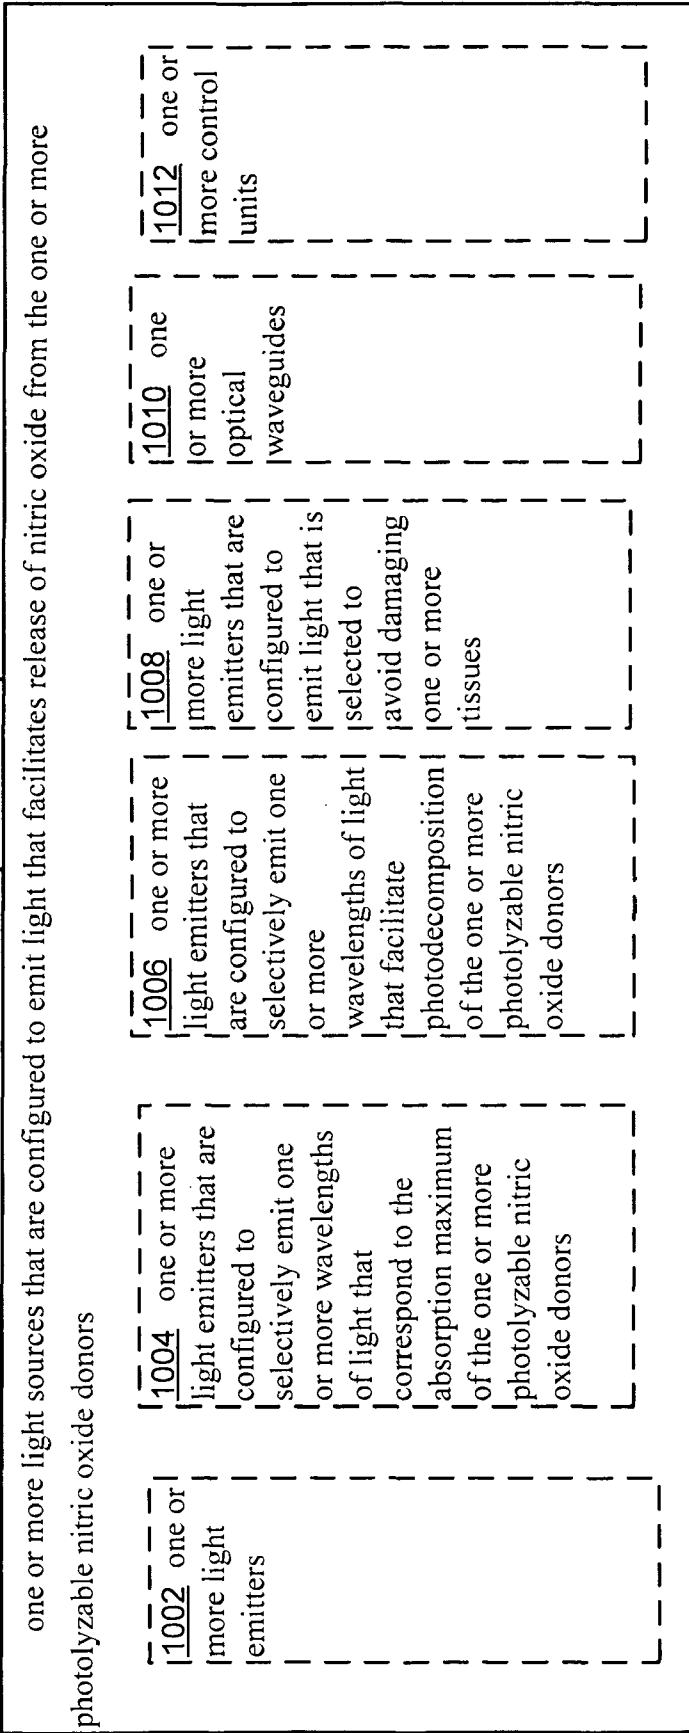 one or more light sources that are configured to emit light that facilitates release of nitric oxide from the one or more
photolyzable nitric oxide donors
1002 one or
more light
emitters
1004 one or more
light emitters that are
configured to
selectively emit one
or more wavelengths
of light that
correspond to the
absorption maximum
of the one or more
photolyzable nitric
oxide donors
1006 one or more
light emitters that
are configured to
selectively emit one
or more
wavelengths of light
that facilitate
photodecomposition
of the one or more
photolyzable nitric
oxide donors
1008 one or
more light
emitters that are
configured to
emit light that is
selected to
avoid damaging
one or more
tissues
1010 one
or more
optical
waveguides
1012 one or
more control
units